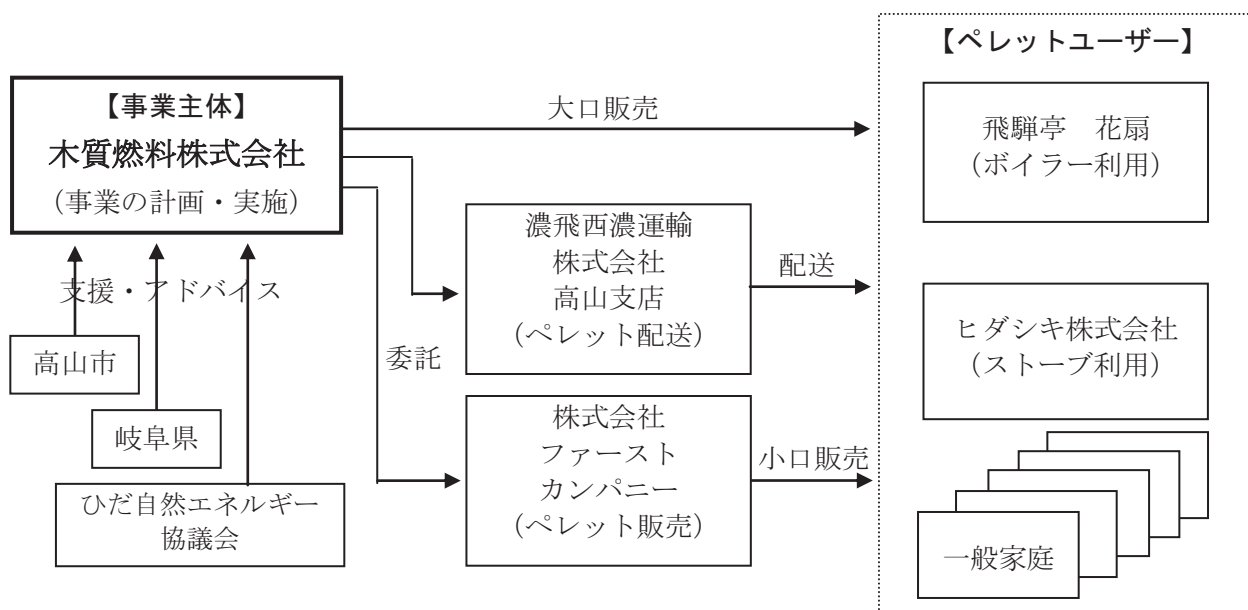 【ペレットユーザー】
【事業主体】
木質燃料株式会社
（事業の計画・実施）
大口販売
飛騨亭　花扇
（ボイラー利用）
濃飛西濃運輸
株式会社
高山支店
（ペレット配送）
配送
支援・アドバイス
高山市
委託
ヒダシキ株式会社
（ストーブ利用）
岐阜県
株式会社
ファースト
カンパニー
（ペレット販売）
小口販売
ひだ自然エネルギー
協議会
一般家庭